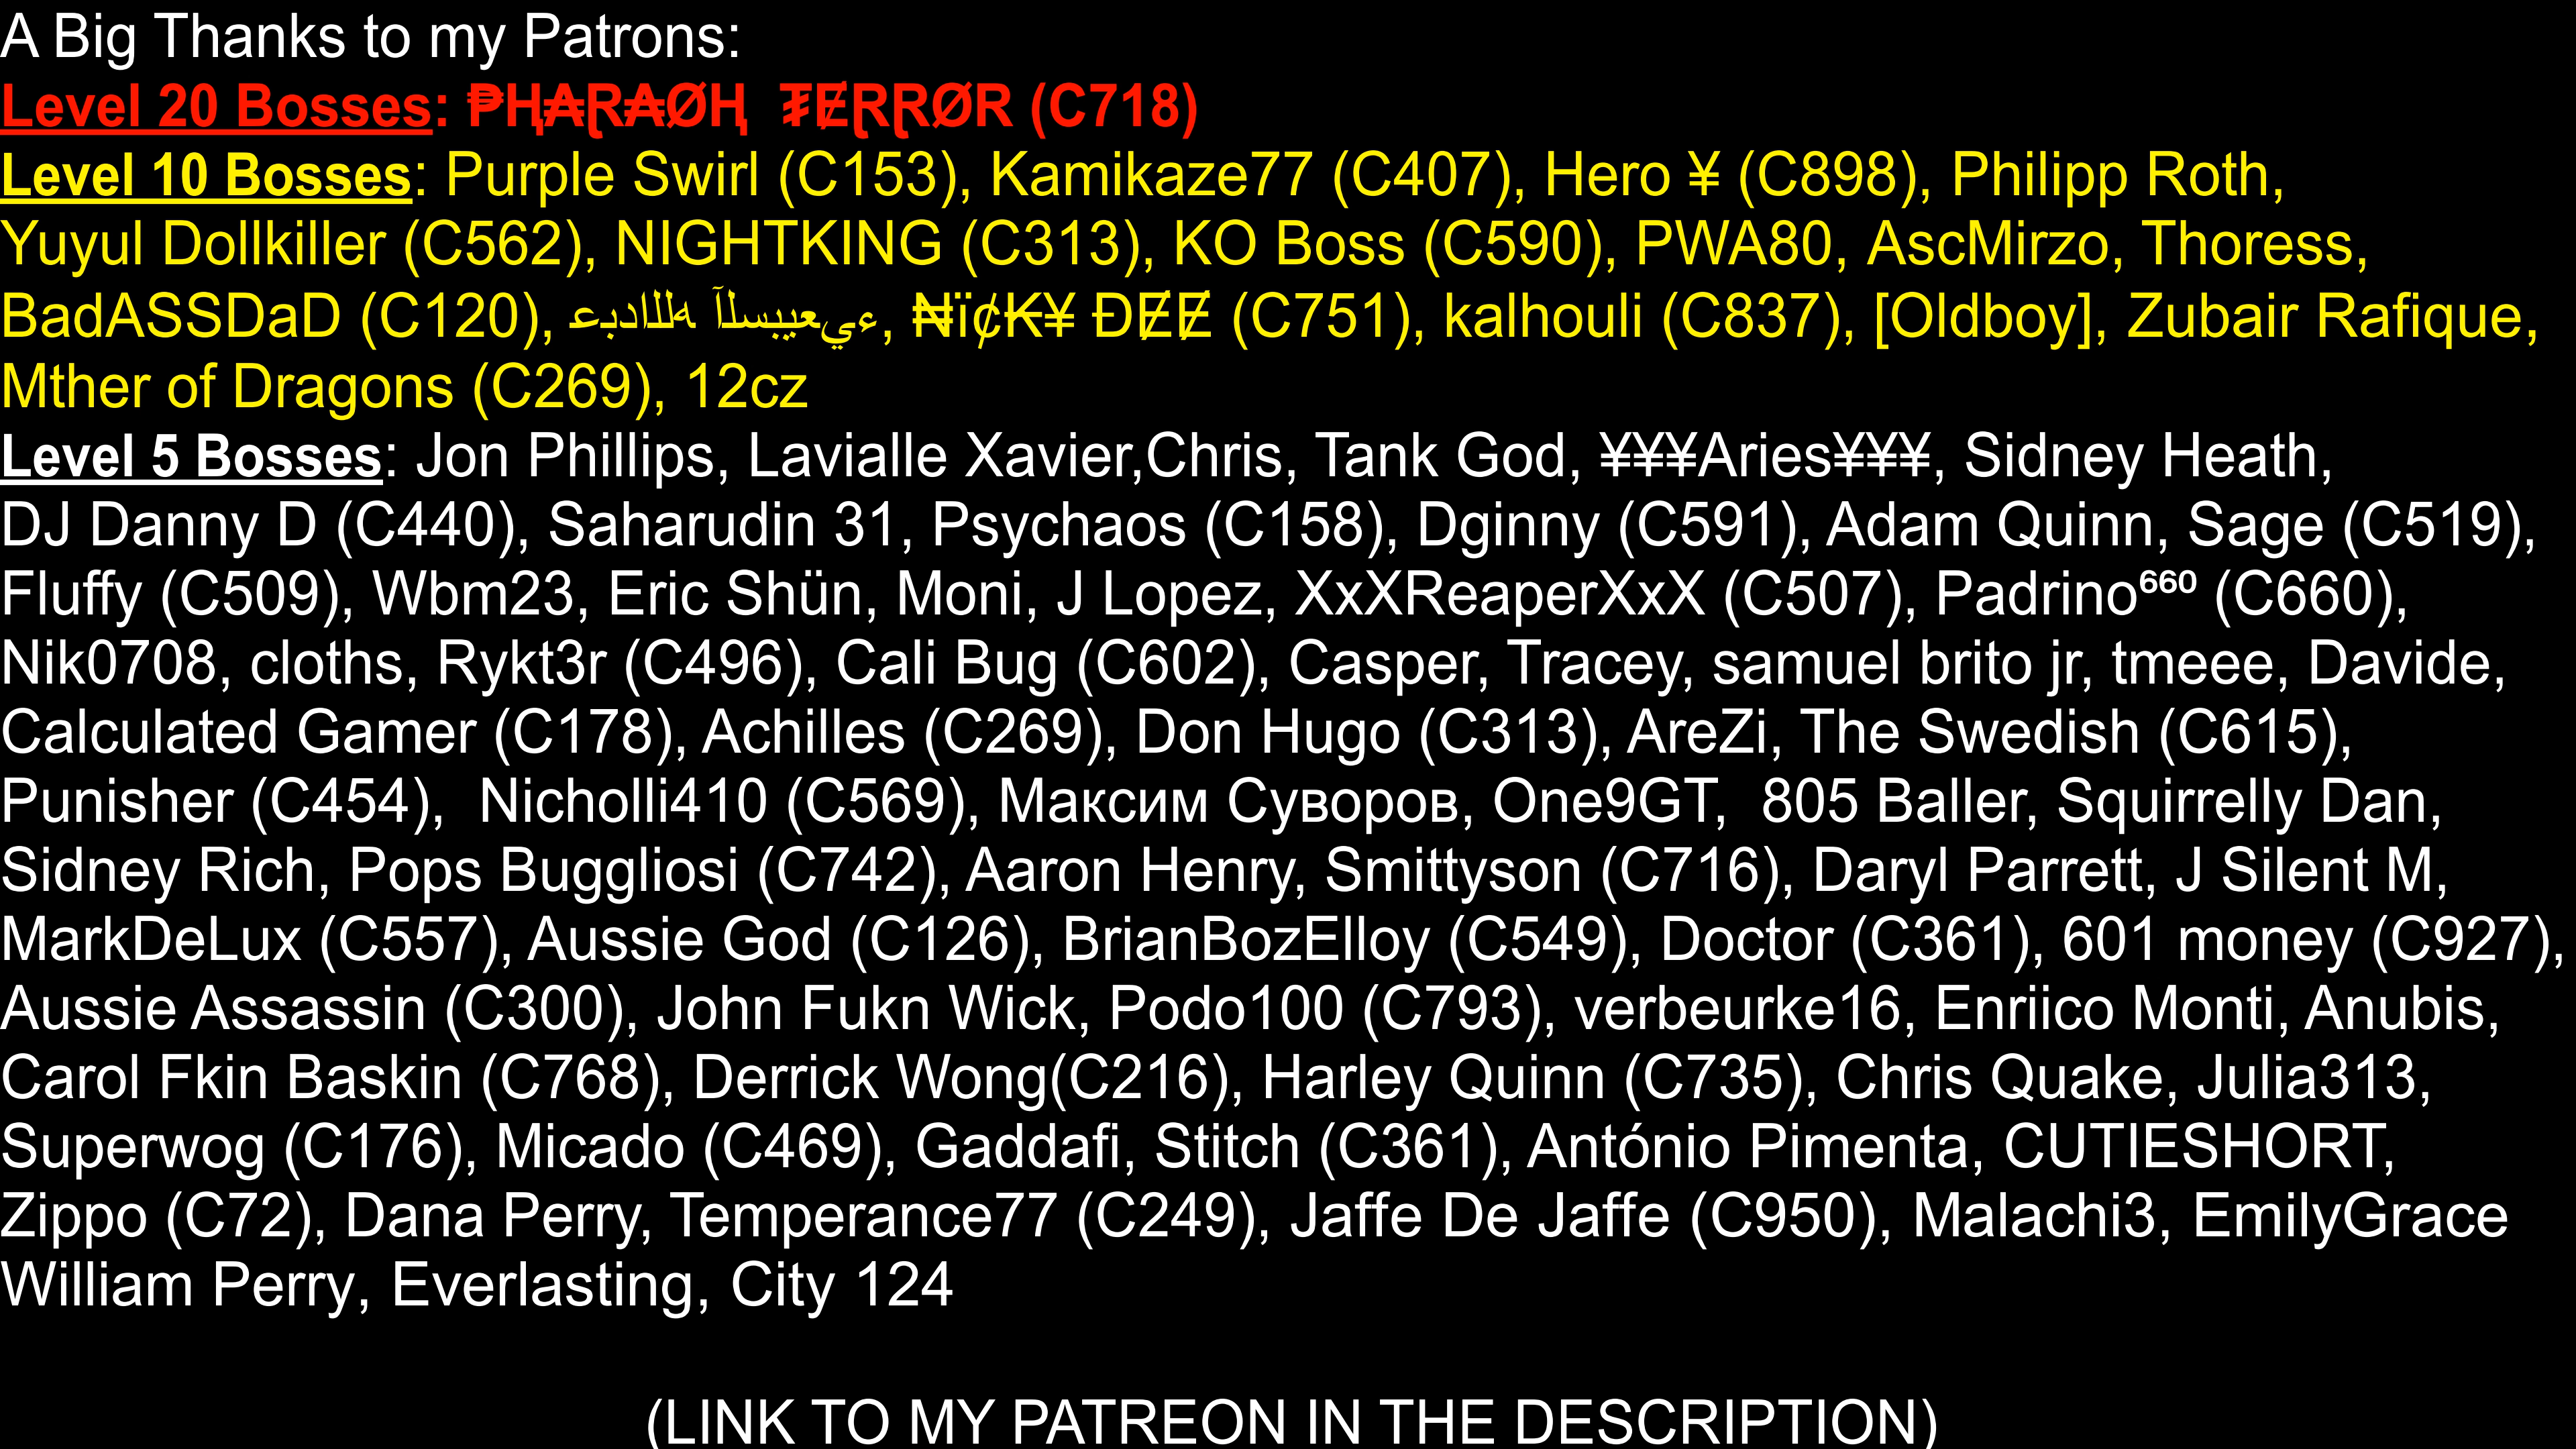 A Big Thanks to my Patrons:
Level 20 Bosses: ₱Ⱨ₳Ɽ₳ØⱧ ₮ɆⱤⱤØR (C718)
Level 10 Bosses: Purple Swirl (C153), Kamikaze77 (C407), Hero ¥ (C898), Philipp Roth,
Yuyul Dollkiller (C562), NIGHTKING (C313), KO Boss (C590), PWA80, AscMirzo, Thoress,
BadASSDaD (C120), ₦ï¢₭¥ ĐɆɆ (C751), kalhouli (C837), [Oldboy], Zubair Rafique,
Mther of Dragons (C269), 12cz
Level 5 Bosses: Jon Phillips, Lavialle Xavier,Chris, Tank God, ¥¥¥Aries¥¥¥, Sidney Heath,
DJ Danny D (C440), Saharudin 31, Psychaos (C158), Dginny (C591), Adam Quinn, Sage (C519),
Fluffy (C509), Wbm23, Eric Shün, Moni, J Lopez, XxXReaperXxX (C507), Padrino⁶⁶⁰ (C660),
Nik0708, cloths, Rykt3r (C496), Cali Bug (C602), Casper, Tracey, samuel brito jr, tmeee, Davide,
Calculated Gamer (C178), Achilles (C269), Don Hugo (C313), AreZi, The Swedish (C615),
Punisher (C454), Nicholli410 (C569), Максим Суворов, One9GT, 805 Baller, Squirrelly Dan,
Sidney Rich, Pops Buggliosi (C742), Aaron Henry, Smittyson (C716), Daryl Parrett, J Silent M,
MarkDeLux (C557), Aussie God (C126), BrianBozElloy (C549), Doctor (C361), 601 money (C927),
Aussie Assassin (C300), John Fukn Wick, Podo100 (C793), verbeurke16, Enriico Monti, Anubis,
Carol Fkin Baskin (C768), Derrick Wong(C216), Harley Quinn (C735), Chris Quake, Julia313,
Superwog (C176), Micado (C469), Gaddafi, Stitch (C361), António Pimenta, CUTIESHORT,
Zippo (C72), Dana Perry, Temperance77 (C249), Jaffe De Jaffe (C950), Malachi3, EmilyGrace
William Perry, Everlasting, City 124
(LINK TO MY PATREON IN THE DESCRIPTION)